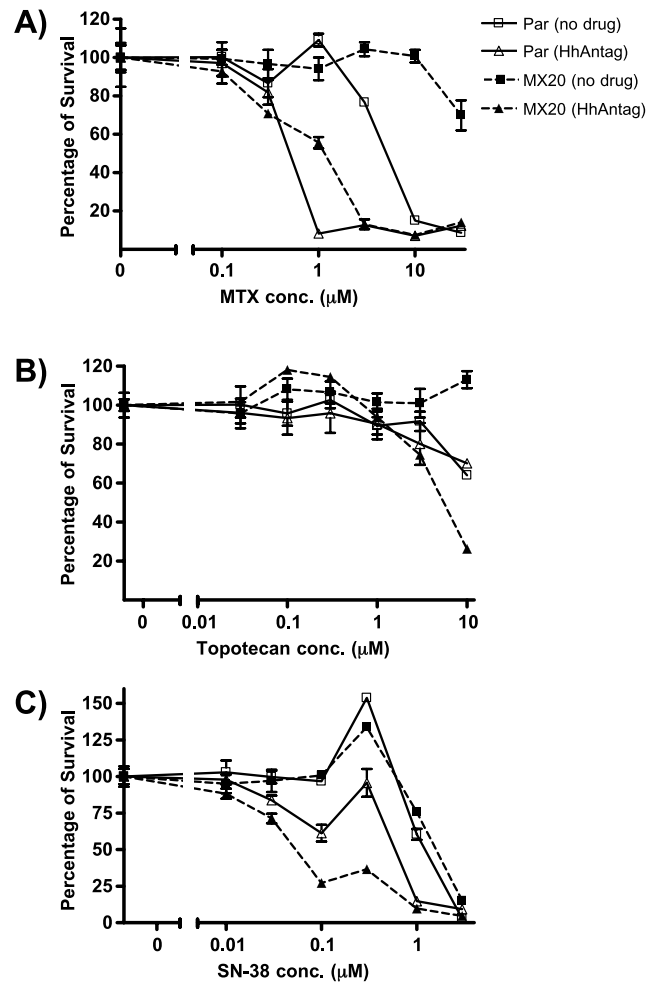 A)
Percentage of Survival
120
100
80
60
40
20
0
0.1
1
10
MTX conc. (μM)
Par (no drug)
Par (HhAntag)
MX20 (no drug)
MX20 (HhAntag)
B)
Percentage of Survival
120
100
80
60
40
20
0
0.01
0.1
1
10
Topotecan conc. (μM)
C)
Percentage of Survival
150
125
100
75
50
25
0
0
0.01
0.1
1
SN-38 conc. (μM)